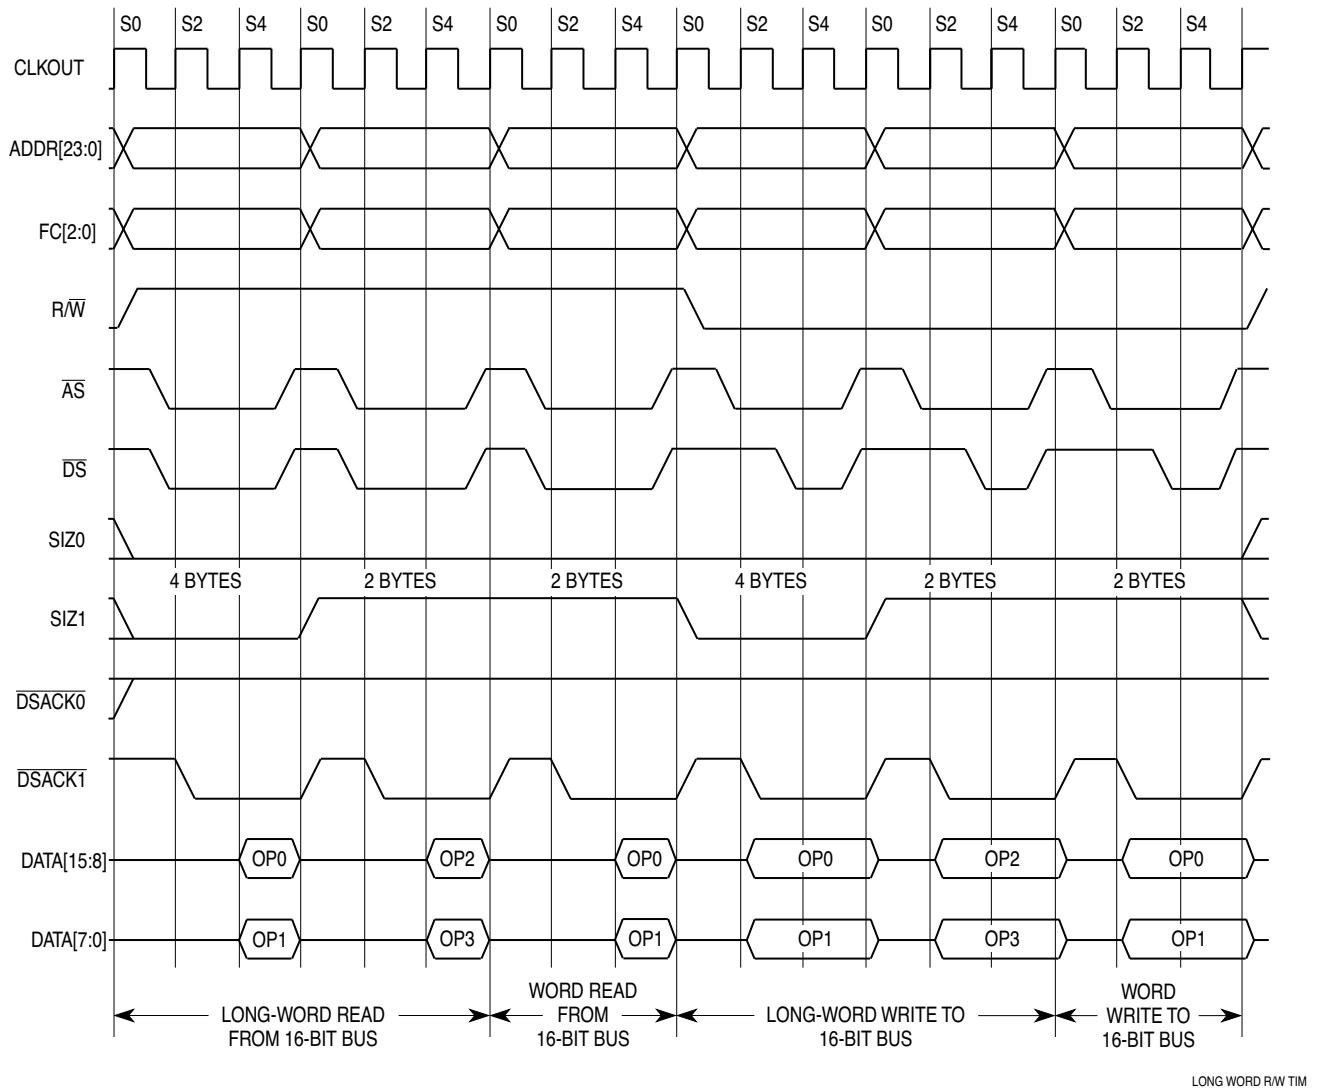 S0 S2 S4 S0 S2 S4 S0 S2 S4 S0 S2 S4 S0 S2 S4 S0 S2 S4
CLKOUT
ADDR[23:0]
FC[2:0]
R/W
AS
DS
SIZ0
4 BYTES 2 BYTES 2 BYTES 4 BYTES 2 BYTES 2 BYTES
SIZ1
DSACK0
DSACK1
DATA[15:8] OP0 OP2 OP0 OP0 OP2 OP0
DATA[7:0] OP1 OP3 OP1 OP1 OP3 OP1
LONG-WORD READ
FROM 16-BIT BUS
WORD READ
FROM
16-BIT BUS
LONG-WORD WRITE TO
16-BIT BUS
WORD
WRITE TO
16-BIT BUS
LONG WORD R/W TIM